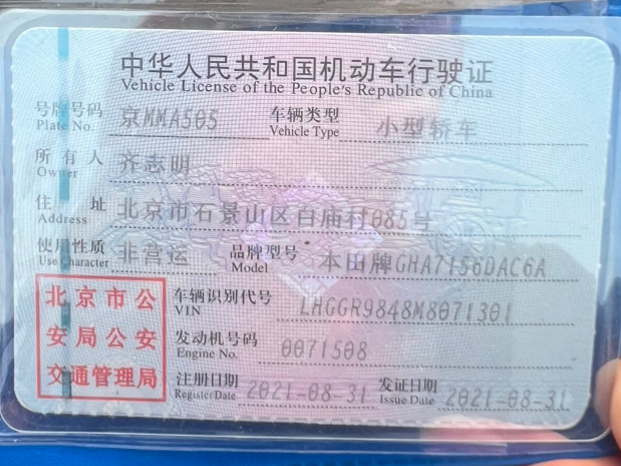 中华人民共和国机动车行驶证
Vehicle License of the People's Republic of China
号牌号码 京MMA505 车辆类型 小型轿车
Plate No. Vehicle Type
所有人 齐志明
Owner
住址 北京市石景山区百庙村085号
Address
使用性质 非营运 品牌型号 本田牌GHA7156DAC6A
Use Character Model
北京市公安局公安交通管理局
车辆识别代号 LHGGR9848M8071301
VIN
发动机号码 0071508
Engine No.
注册日期 2021-08-31 发证日期 2021-08-31
Register Date Issue Date